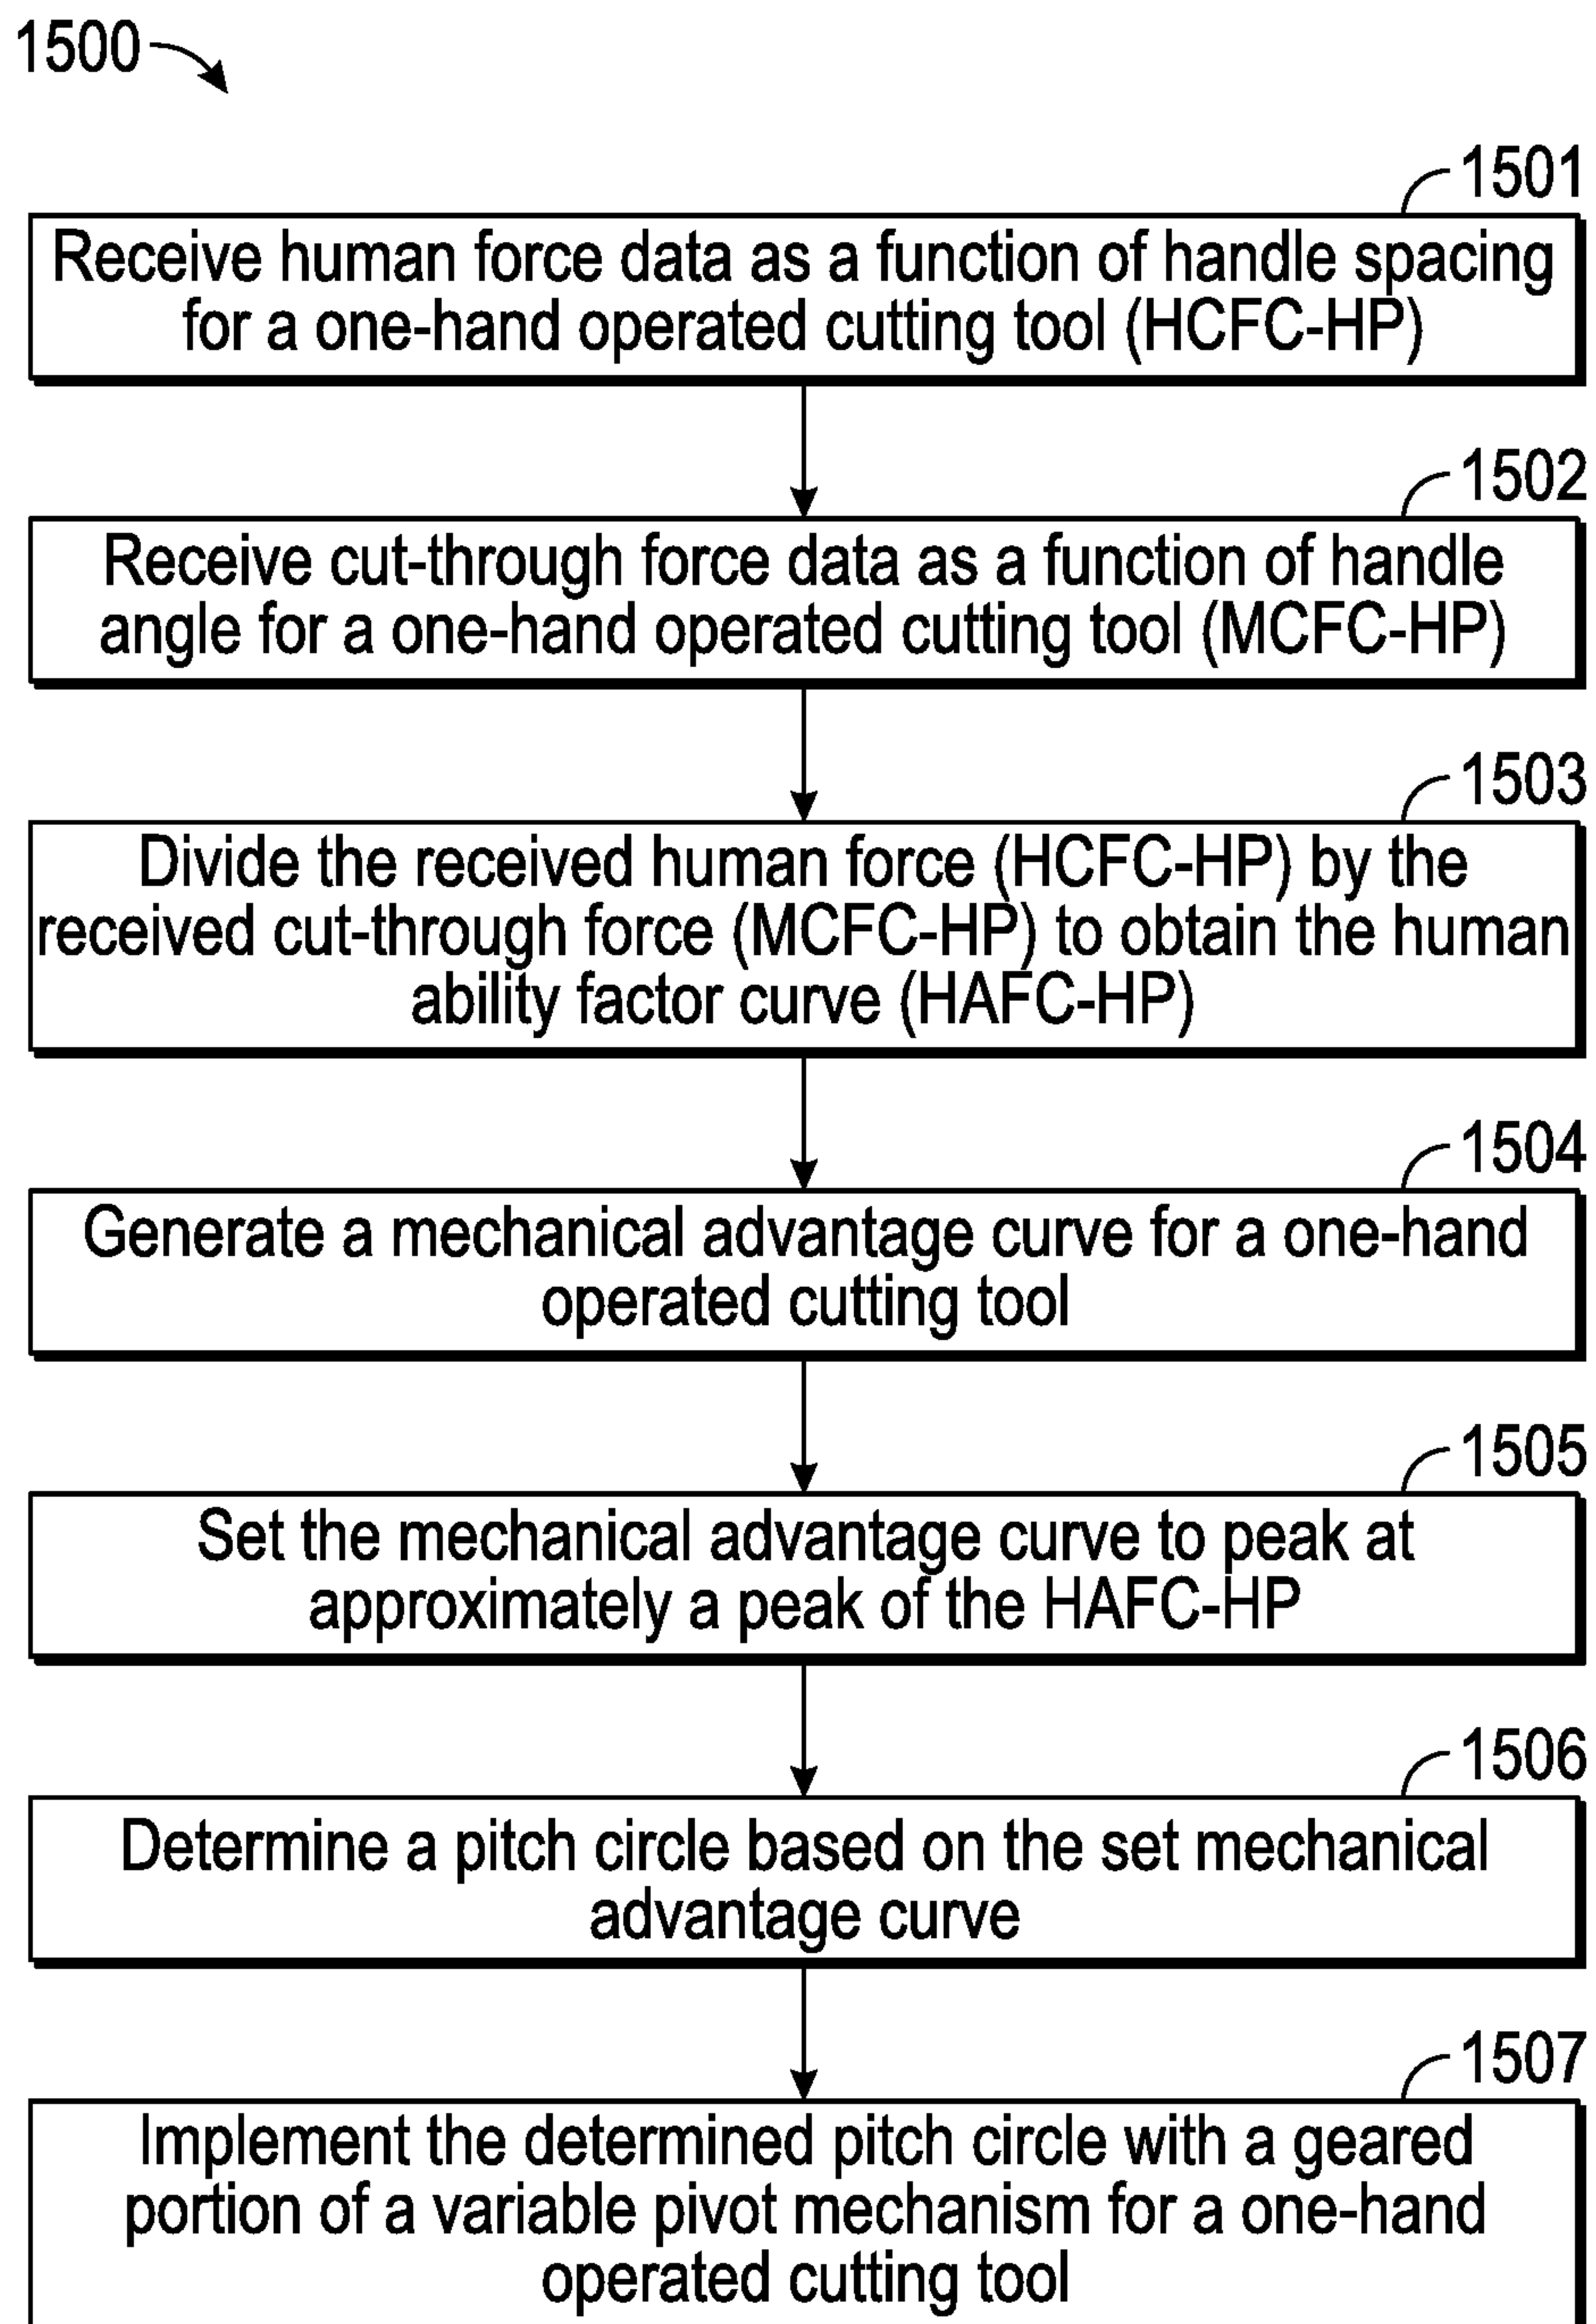 1500
1501
Receive human force data as a function of handle spacing
for a one-hand operated cutting tool (HCFC-HP)
1502
Receive cut-through force data as a function of handle
angle for a one-hand operated cutting tool (MCFC-HP)
1503
Divide the received human force (HCFC-HP) by the
received cut-through force (MCFC-HP) to obtain the human
ability factor curve (HAFC-HP)
1504
Generate a mechanical advantage curve for a one-hand
operated cutting tool
1505
Set the mechanical advantage curve to peak at
approximately a peak of the HAFC-HP
1506
Determine a pitch circle based on the set mechanical
advantage curve
1507
Implement the determined pitch circle with a geared
portion of a variable pivot mechanism for a one-hand
operated cutting tool